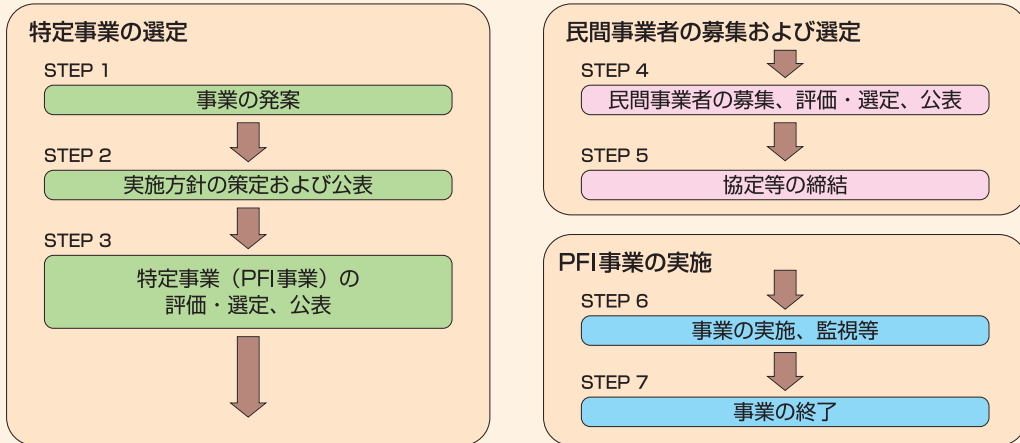 特定事業の選定
STEP 1
事業の発案
STEP 2
実施方針の策定および公表
STEP 3
特定事業（PFI事業）の
評価・選定、公表
民間事業者の募集および選定
STEP 4
民間事業者の募集、評価・選定、公表
STEP 5
協定等の締結
PFI事業の実施
STEP 6
事業の実施、監視等
STEP 7
事業の終了